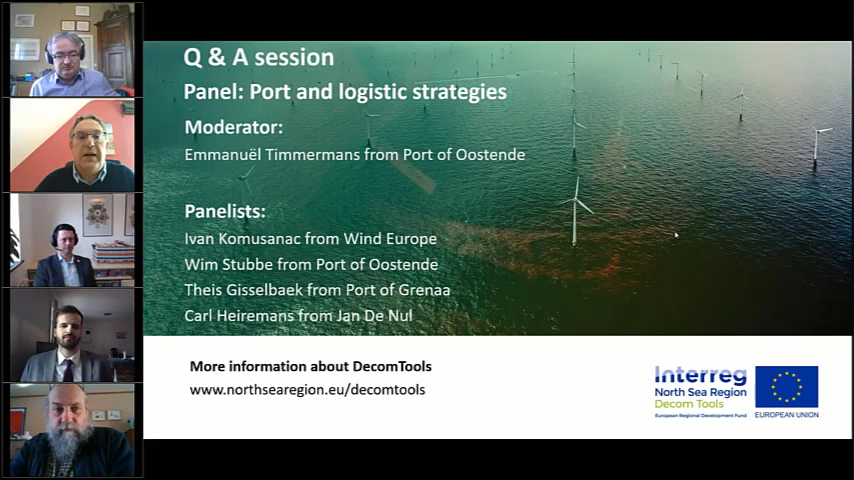 Q & A session
Panel: Port and logistic strategies
Moderator:
Emmanuël Timmermans from Port of Oostende
Panelists:
Ivan Komusanac from Wind Europe
Wim Stubbe from Port of Oostende
Theis Gisselbaek from Port of Grenaa
Carl Heiremans from Jan De Nul
More information about DecomTools
www.northsearegion.eu/decomtools
Interreg
North Sea Region
Decom Tools
European Regional Development Fund
EUROPEAN UNION